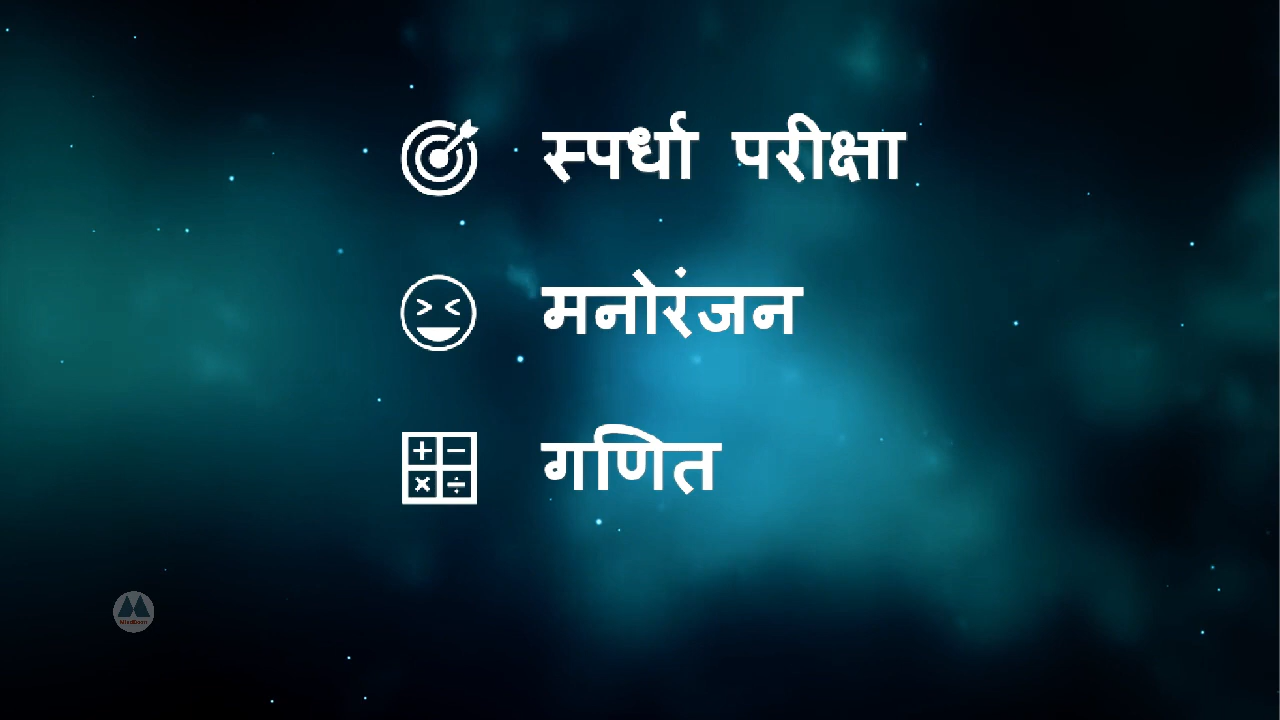 स्पर्धा परीक्षा
मनोरंजन
गणित